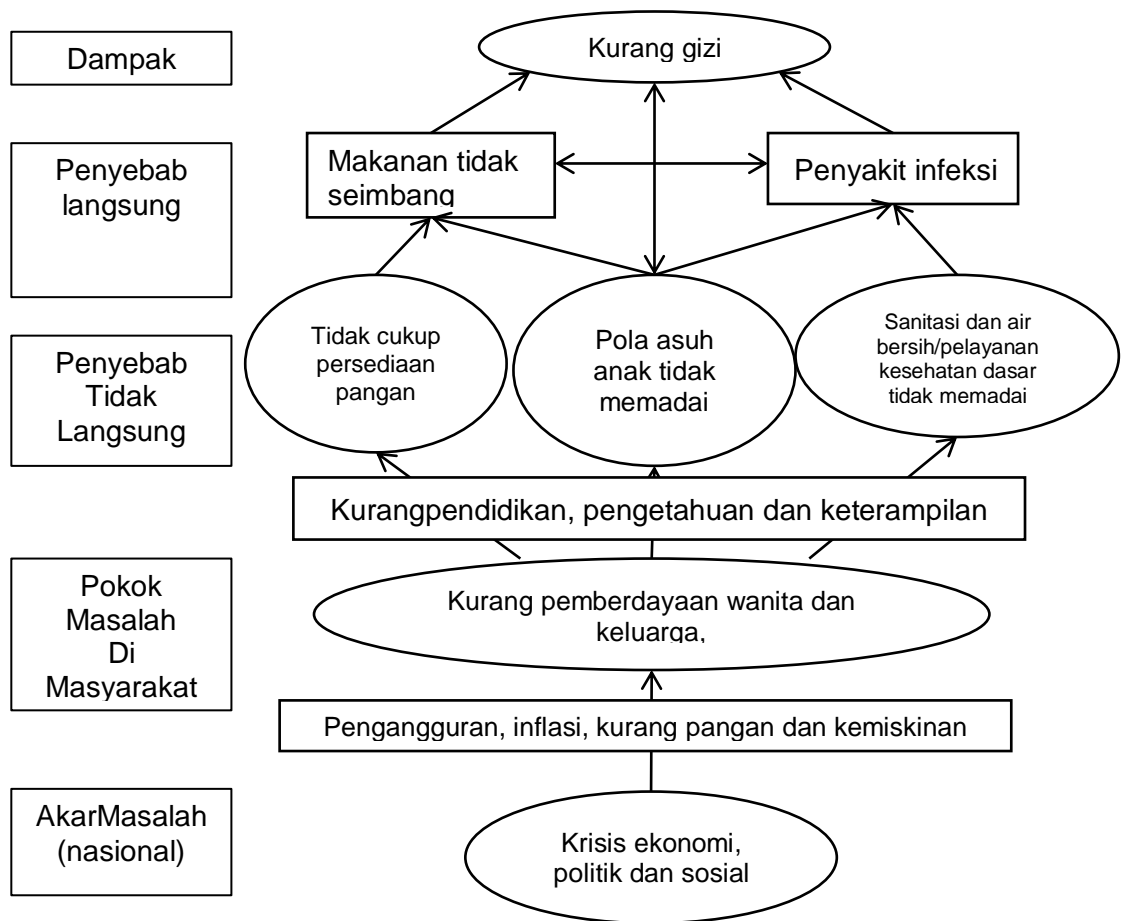 Dampak
Kurang gizi
Penyebab
langsung
Makanan tidak
seimbang
Penyakit infeksi
Penyebab
Tidak
Langsung
Tidak cukup
persediaan
pangan
Pola asuh
anak tidak
memadai
Sanitasi dan air
bersih/pelayanan
kesehatan dasar
tidak memadai
Kurangpendidikan, pengetahuan dan keterampilan
Pokok
Masalah
Di
Masyarakat
Kurang pemberdayaan wanita dan
keluarga,
Pengangguran, inflasi, kurang pangan dan kemiskinan
AkarMasalah
(nasional)
Krisis ekonomi,
politik dan sosial